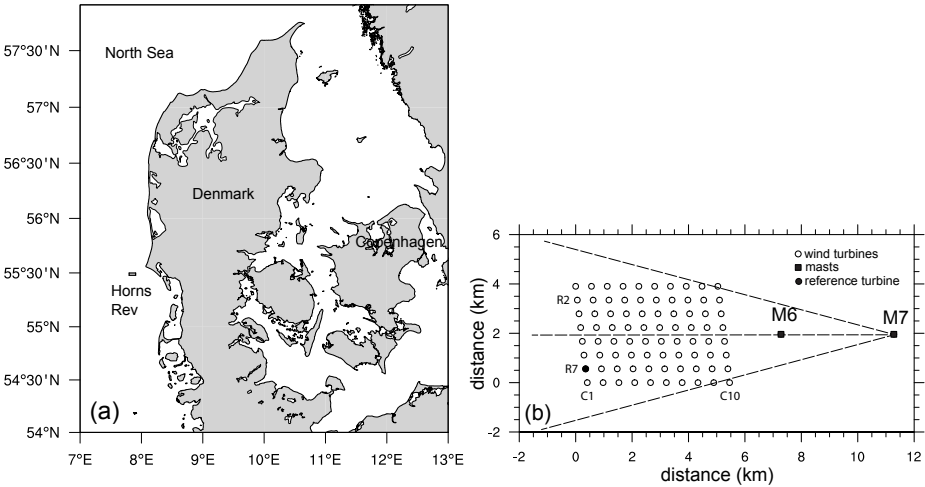 57°30'N
57°N
56°30'N
56°N
55°30'N
55°N
54°30'N
54°N
7°E
8°E
9°E
10°E
11°E
12°E
13°E
North Sea
Denmark
Copenhagen
Horns
Rev
(a)
6
4
2
0
-2
distance (km)
wind turbines
masts
reference turbine
R2
M6
M7
R7
C1
C10
(b)
-2
0
2
4
6
8
10
12
distance (km)